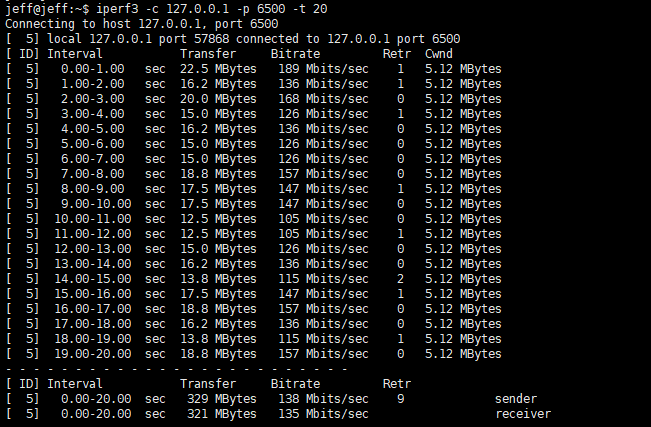 jeff@jeff:~$ iperf3 -c 127.0.0.1 -p 6500 -t 20
Connecting to host 127.0.0.1, port 6500
[  5] local 127.0.0.1 port 57868 connected to 127.0.0.1 port 6500
[ ID] Interval           Transfer     Bitrate         Retr  Cwnd
[  5]   0.00-1.00   sec  22.5 MBytes   189 Mbits/sec    1   5.12 MBytes
[  5]   1.00-2.00   sec  16.2 MBytes   136 Mbits/sec    1   5.12 MBytes
[  5]   2.00-3.00   sec  20.0 MBytes   168 Mbits/sec    0   5.12 MBytes
[  5]   3.00-4.00   sec  15.0 MBytes   126 Mbits/sec    1   5.12 MBytes
[  5]   4.00-5.00   sec  16.2 MBytes   136 Mbits/sec    0   5.12 MBytes
[  5]   5.00-6.00   sec  15.0 MBytes   126 Mbits/sec    0   5.12 MBytes
[  5]   6.00-7.00   sec  15.0 MBytes   126 Mbits/sec    0   5.12 MBytes
[  5]   7.00-8.00   sec  18.8 MBytes   157 Mbits/sec    0   5.12 MBytes
[  5]   8.00-9.00   sec  17.5 MBytes   147 Mbits/sec    1   5.12 MBytes
[  5]   9.00-10.00  sec  17.5 MBytes   147 Mbits/sec    0   5.12 MBytes
[  5]  10.00-11.00  sec  12.5 MBytes   105 Mbits/sec    0   5.12 MBytes
[  5]  11.00-12.00  sec  12.5 MBytes   105 Mbits/sec    1   5.12 MBytes
[  5]  12.00-13.00  sec  15.0 MBytes   126 Mbits/sec    0   5.12 MBytes
[  5]  13.00-14.00  sec  16.2 MBytes   136 Mbits/sec    0   5.12 MBytes
[  5]  14.00-15.00  sec  13.8 MBytes   115 Mbits/sec    2   5.12 MBytes
[  5]  15.00-16.00  sec  17.5 MBytes   147 Mbits/sec    1   5.12 MBytes
[  5]  16.00-17.00  sec  18.8 MBytes   157 Mbits/sec    0   5.12 MBytes
[  5]  17.00-18.00  sec  16.2 MBytes   136 Mbits/sec    0   5.12 MBytes
[  5]  18.00-19.00  sec  13.8 MBytes   115 Mbits/sec    1   5.12 MBytes
[  5]  19.00-20.00  sec  18.8 MBytes   157 Mbits/sec    0   5.12 MBytes
- - - - - - - - - - - - - - - - - - - - - - - - -
[ ID] Interval           Transfer     Bitrate         Retr
[  5]   0.00-20.00  sec   329 MBytes   138 Mbits/sec    9             sender
[  5]   0.00-20.00  sec   321 MBytes   135 Mbits/sec                  receiver